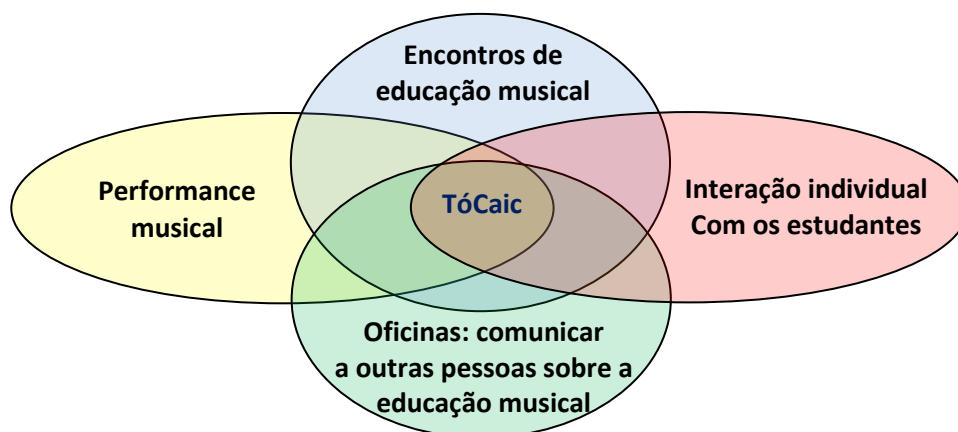 Encontros de
educação musical
Performance
musical
TóCaic
Interação individual
Com os estudantes
Oficinas: comunicar
a outras pessoas sobre a
educação musical